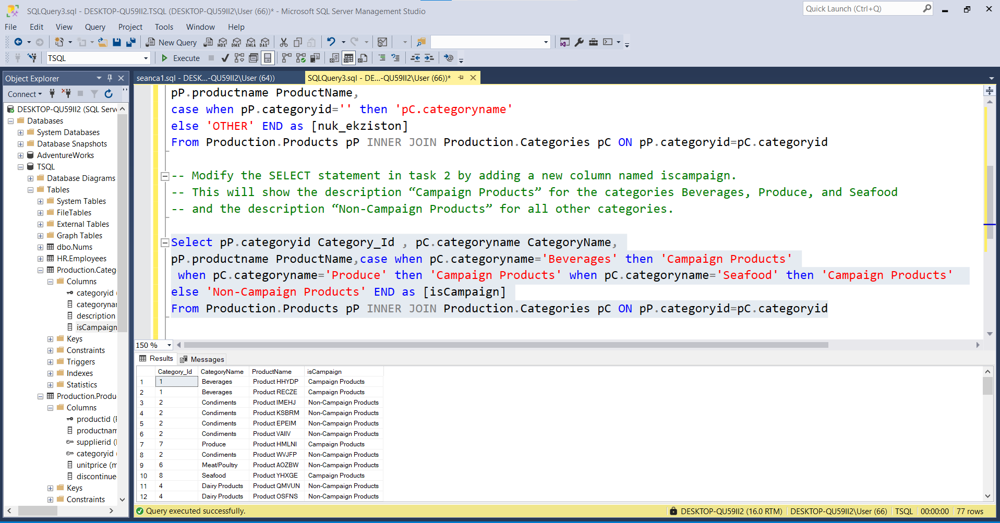 SQLQuery3.sql - DESKTOP-QU59II2.TSQL (DESKTOP-QU59II2\User (66))* - Microsoft SQL Server Management Studio
Quick Launch (Ctrl+Q)
File Edit View Query Project Tools Window Help
New Query MDX DMX XMLA DAX
TSQL Execute
Object Explorer
Connect
DESKTOP-QU59II2 (SQL Serv
Databases
System Databases
Database Snapshots
AdventureWorks
TSQL
Database Diagrams
Tables
System Tables
FileTables
External Tables
Graph Tables
dbo.Nums
HR.Employees
Production.Categ
Columns
categoryid (
categorynar
description
isCampaign
Keys
Constraints
Triggers
Indexes
Statistics
Production.Produ
Columns
productid (
productnam
supplierid (
categoryid (
unitprice (m
discontinue
Keys
Constraints
seanca1.sql - DESK...-QU59II2\User (64))
SQLQuery3.sql - DE...-QU59II2\User (66))*
pP.productname ProductName,
case when pP.categoryid='' then 'pC.categoryname'
else 'OTHER' END as [nuk_ekziston]
From Production.Products pP INNER JOIN Production.Categories pC ON pP.categoryid=pC.categoryid
-- Modify the SELECT statement in task 2 by adding a new column named iscampaign.
-- This will show the description “Campaign Products” for the categories Beverages, Produce, and Seafood
-- and the description “Non-Campaign Products” for all other categories.
Select pP.categoryid Category_Id , pC.categoryname CategoryName,
pP.productname ProductName,case when pC.categoryname='Beverages' then 'Campaign Products'
when pC.categoryname='Produce' then 'Campaign Products' when pC.categoryname='Seafood' then 'Campaign Products'
else 'Non-Campaign Products' END as [isCampaign]
From Production.Products pP INNER JOIN Production.Categories pC ON pP.categoryid=pC.categoryid
150 %
Results Messages
Category_Id CategoryName ProductName isCampaign
1 1 Beverages Product HHYDP Campaign Products
2 1 Beverages Product RECZE Campaign Products
3 2 Condiments Product IMEHJ Non-Campaign Products
4 2 Condiments Product KSBRM Non-Campaign Products
5 2 Condiments Product EPEIM Non-Campaign Products
6 2 Condiments Product VAIIV Non-Campaign Products
7 7 Produce Product HMLNI Campaign Products
8 2 Condiments Product WVJFP Non-Campaign Products
9 6 Meat/Poultry Product AOZBW Non-Campaign Products
10 8 Seafood Product YHXGE Campaign Products
11 4 Dairy Products Product QMVUN Non-Campaign Products
12 4 Dairy Products Product OSFNS Non-Campaign Products
Query executed successfully.
DESKTOP-QU59II2 (16.0 RTM) DESKTOP-QU59II2\User (66) TSQL 00:00:00 77 rows